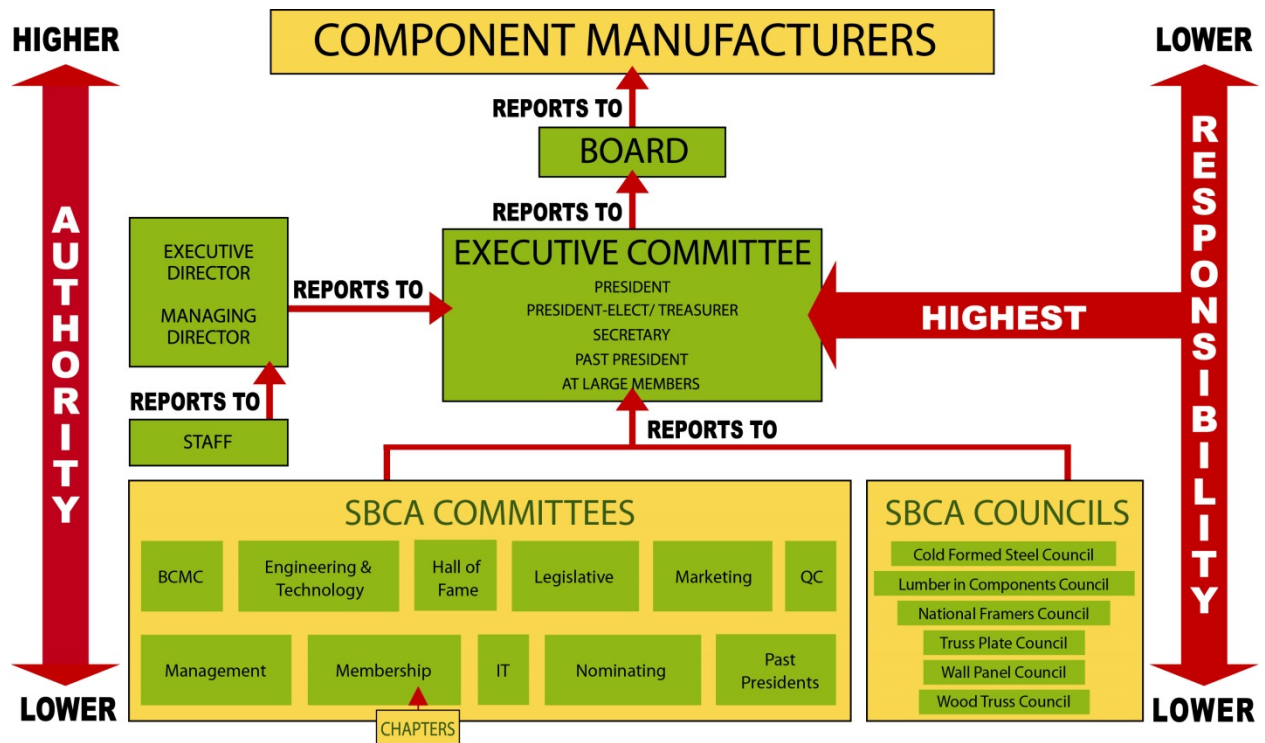 HIGHER
COMPONENT MANUFACTURERS
LOWER
REPORTS TO
BOARD
REPORTS TO
AUTHORITY
RESPONSIBILITY
EXECUTIVE
DIRECTOR
MANAGING
DIRECTOR
REPORTS TO
EXECUTIVE COMMITTEE
PRESIDENT
PRESIDENT-ELECT/ TREASURER
SECRETARY
PAST PRESIDENT
AT LARGE MEMBERS
HIGHEST
REPORTS TO
STAFF
REPORTS TO
SBCA COMMITTEES
BCMC
Engineering &
Technology
Hall of
Fame
Legislative
Marketing
QC
Management
Membership
IT
Nominating
Past
Presidents
CHAPTERS
SBCA COUNCILS
Cold Formed Steel Council
Lumber in Components Council
National Framers Council
Truss Plate Council
Wall Panel Council
Wood Truss Council
LOWER
LOWER